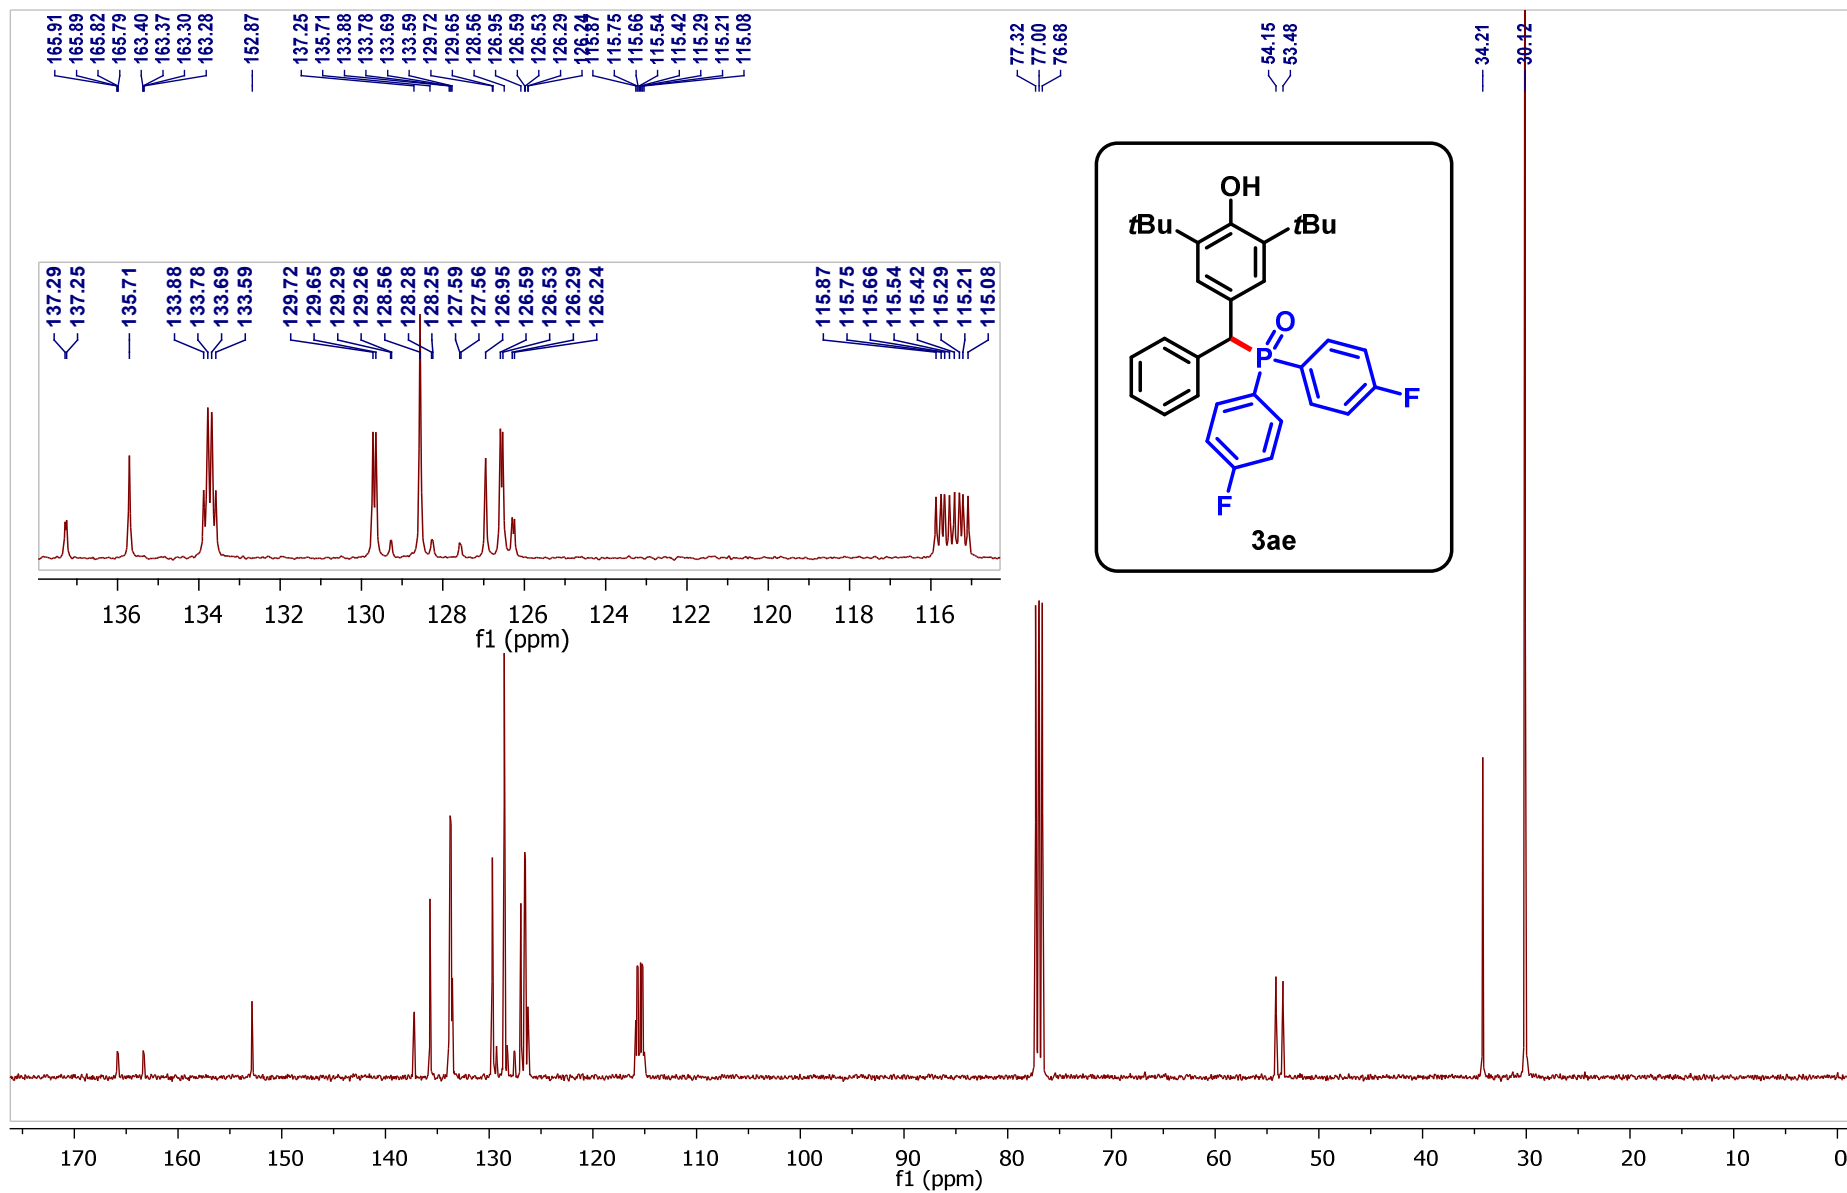 165.91 165.89 165.82 165.79 163.40 163.37 163.30 163.28 152.87 137.25 135.71 133.88 133.78 133.69 133.59 129.72 129.65 128.56 126.95 126.59 126.53 126.29 126.24 115.87 115.75 115.66 115.54 115.42 115.29 115.21 115.08 77.32 77.00 76.68 54.15 53.48 34.21 30.12
OH
tBu tBu
O
P
F
F
3ae
137.29 137.25 135.71 133.88 133.78 133.69 133.59 129.72 129.65 129.29 129.26 128.56 128.28 128.25 127.59 127.56 126.95 126.59 126.53 126.29 126.24 115.87 115.75 115.66 115.54 115.42 115.29 115.21 115.08
136 134 132 130 128 126 124 122 120 118 116
f1 (ppm)
170 160 150 140 130 120 110 100 90 80 70 60 50 40 30 20 10 0
f1 (ppm)